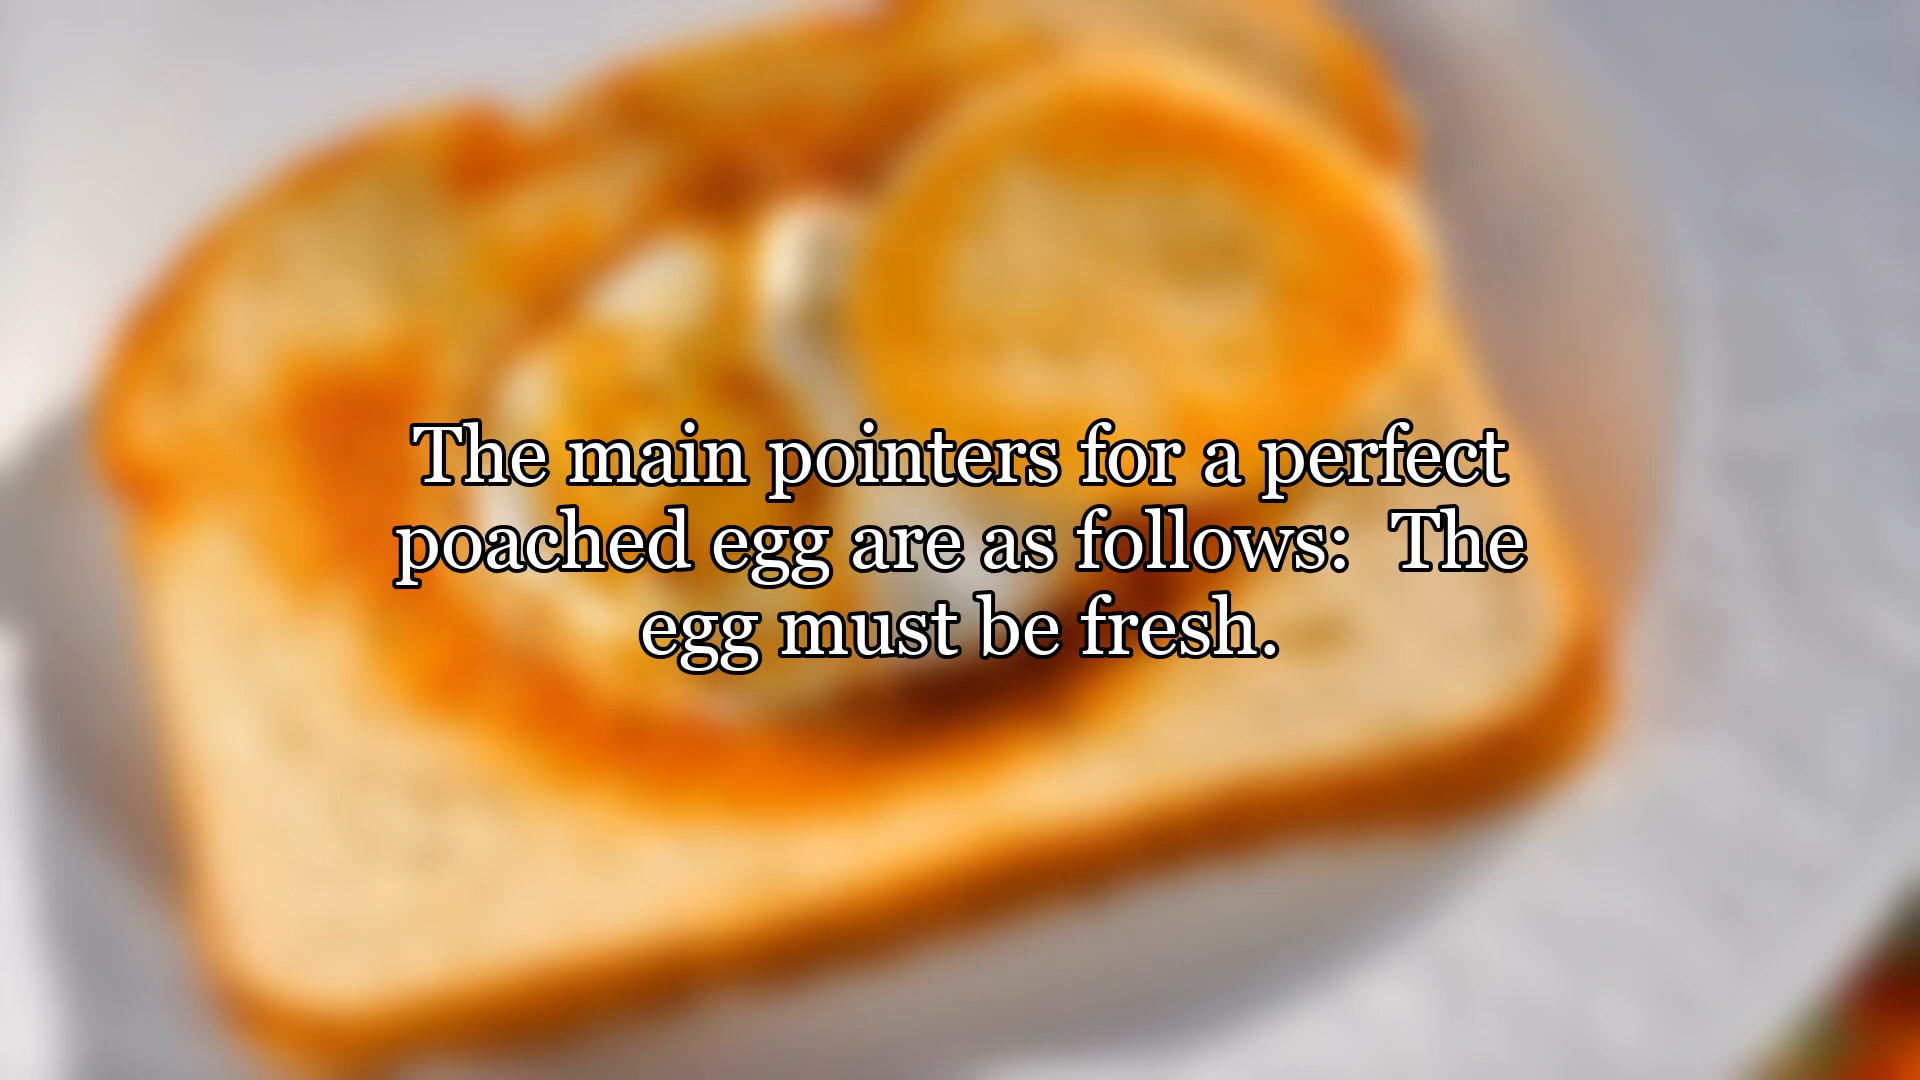 The main pointers for a perfect
poached egg are as follows:  The
egg must be fresh.